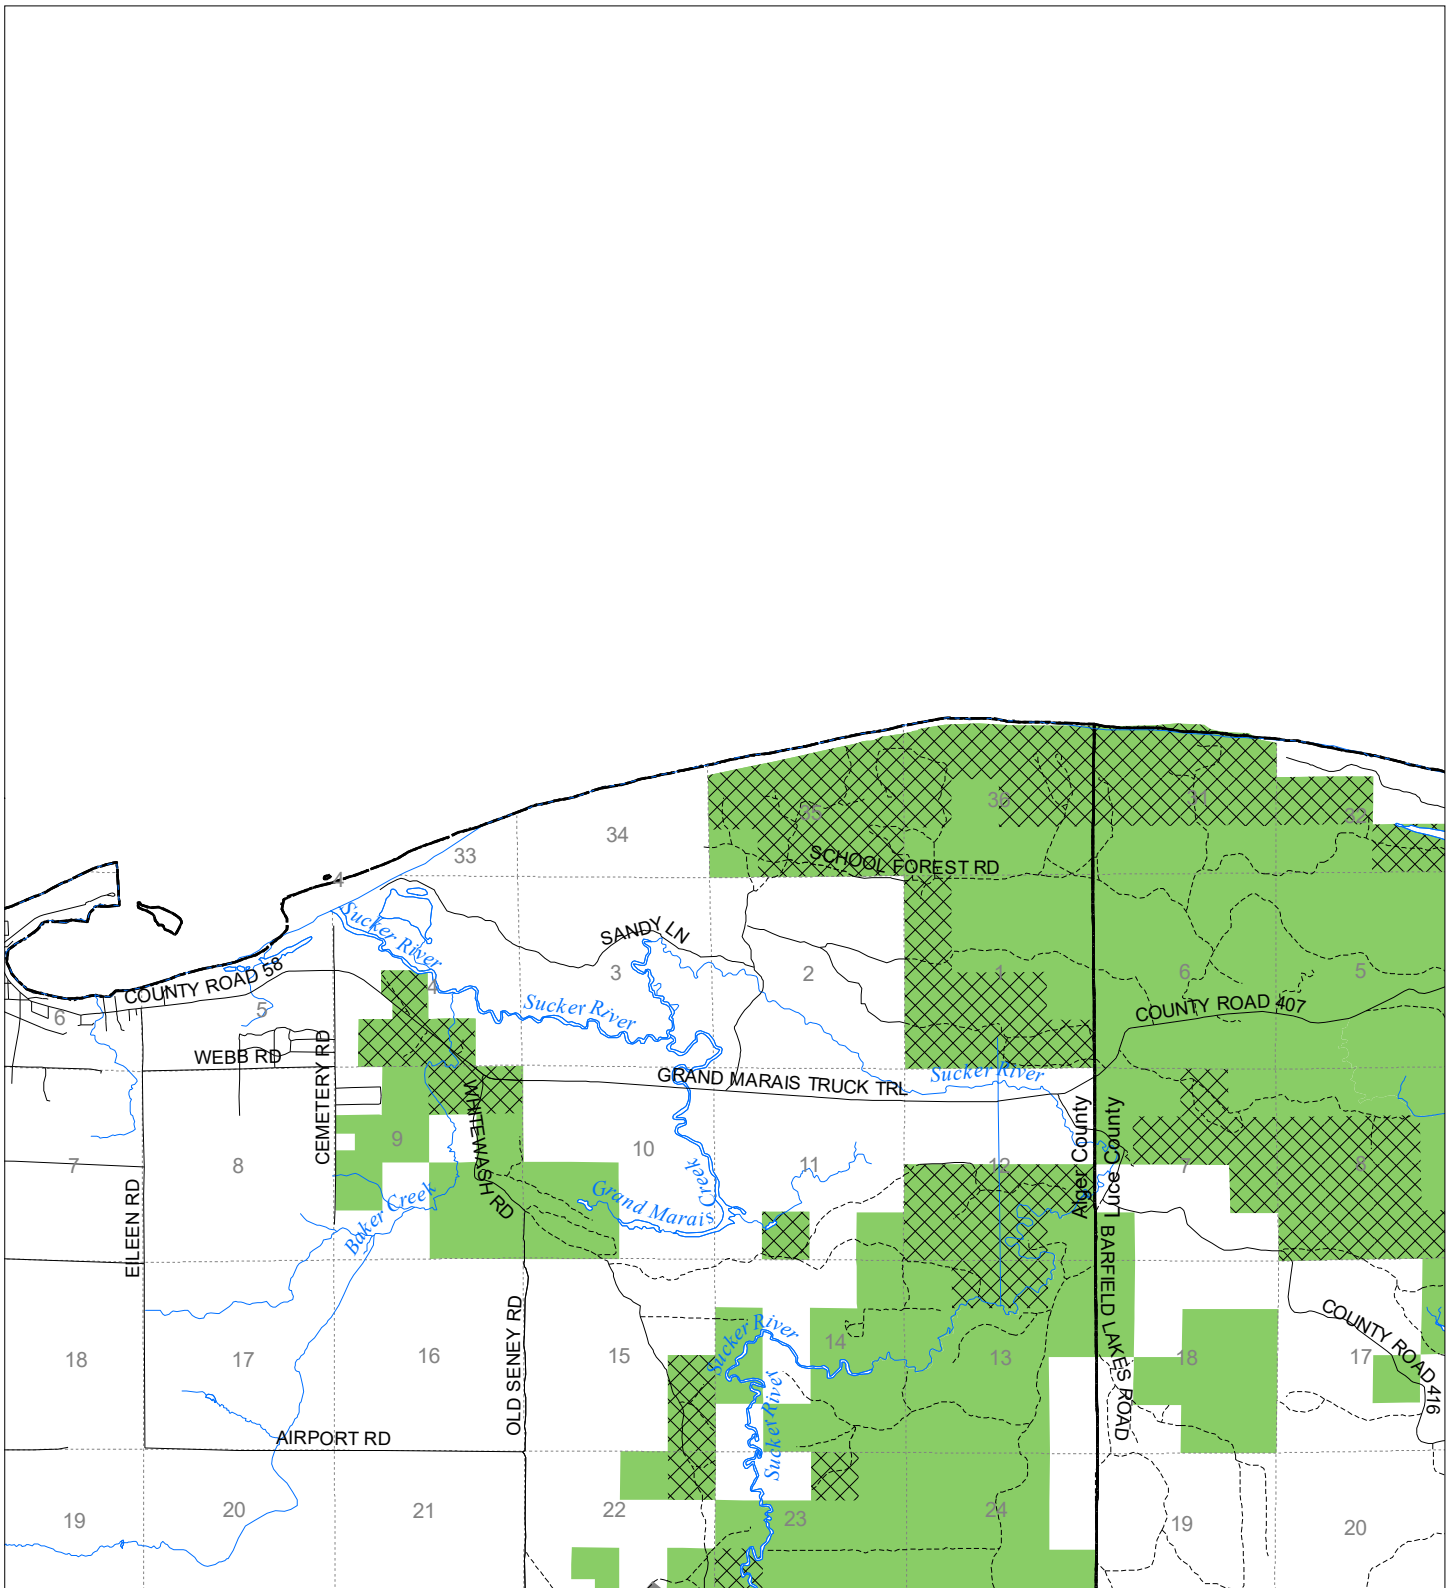 35
36
31
32
34
33
SCHOOL FOREST RD
4
Sucker River
SANDY LN
3
2
1
6
5
COUNTY ROAD 58
4
Sucker River
COUNTY ROAD 407
6
5
WEBB RD
CEMETERY RD
GRAND MARAIS TRUCK TRL
Sucker River
WHITEWASH RD
Alger County
Luce County
7
8
9
10
11
12
7
8
EILEEN RD
Baker Creek
Grand Marais Creek
BARFIELD LAKES ROAD
OLD SENEY RD
Sucker River
COUNTY ROAD 416
18
17
16
15
14
13
18
17
Sucker River
AIRPORT RD
19
20
21
22
23
24
19
20